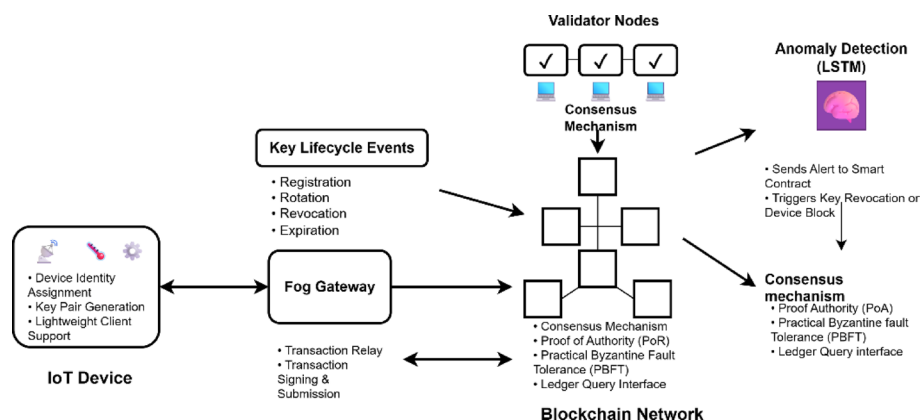 Validator Nodes
Consensus
Mechanism
Anomaly Detection
(LSTM)
• Sends Alert to Smart
Contract
• Triggers Key Revocation or
Device Block
Key Lifecycle Events
• Registration
• Rotation
• Revocation
• Expiration
• Device Identity
Assignment
• Key Pair Generation
• Lightweight Client
Support
IoT Device
Fog Gateway
• Transaction Relay
• Transaction
Signing &
Submission
• Consensus Mechanism
• Proof of Authority (PoR)
• Practical Byzantine Fault
Tolerance (PBFT)
• Ledger Query Interface
Blockchain Network
Consensus
mechanism
• Proof Authority (PoA)
• Practical Byzantine fault
Tolerance (PBFT)
• Ledger Query interface